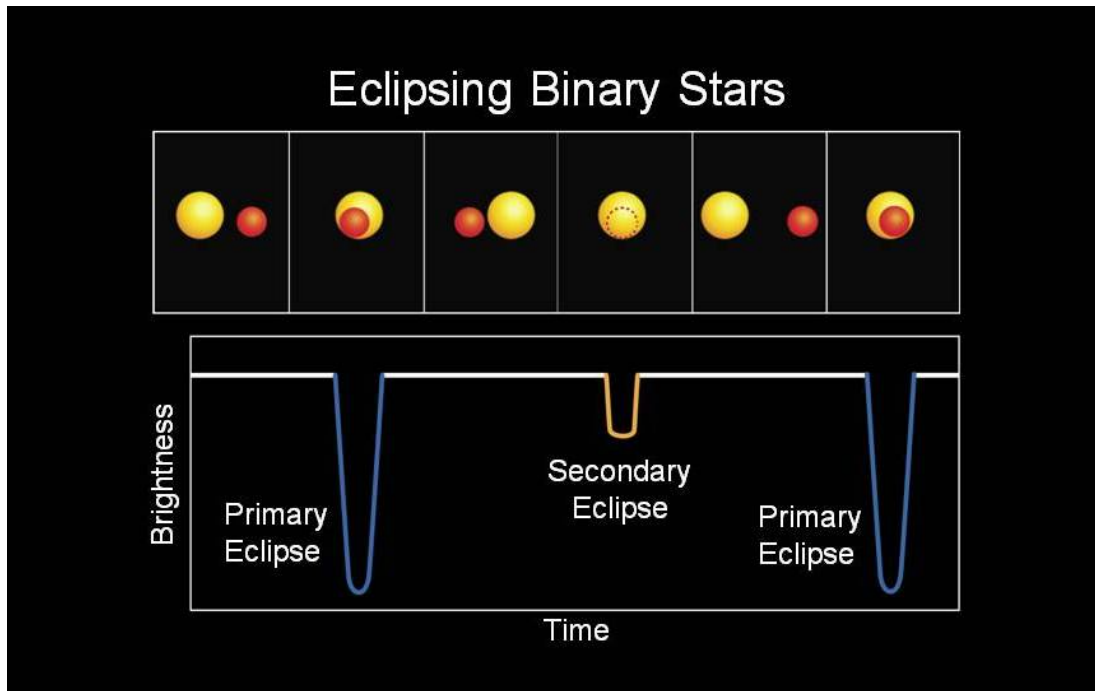 Eclipsing Binary Stars
Brightness
Primary
Eclipse
Secondary
Eclipse
Primary
Eclipse
Time